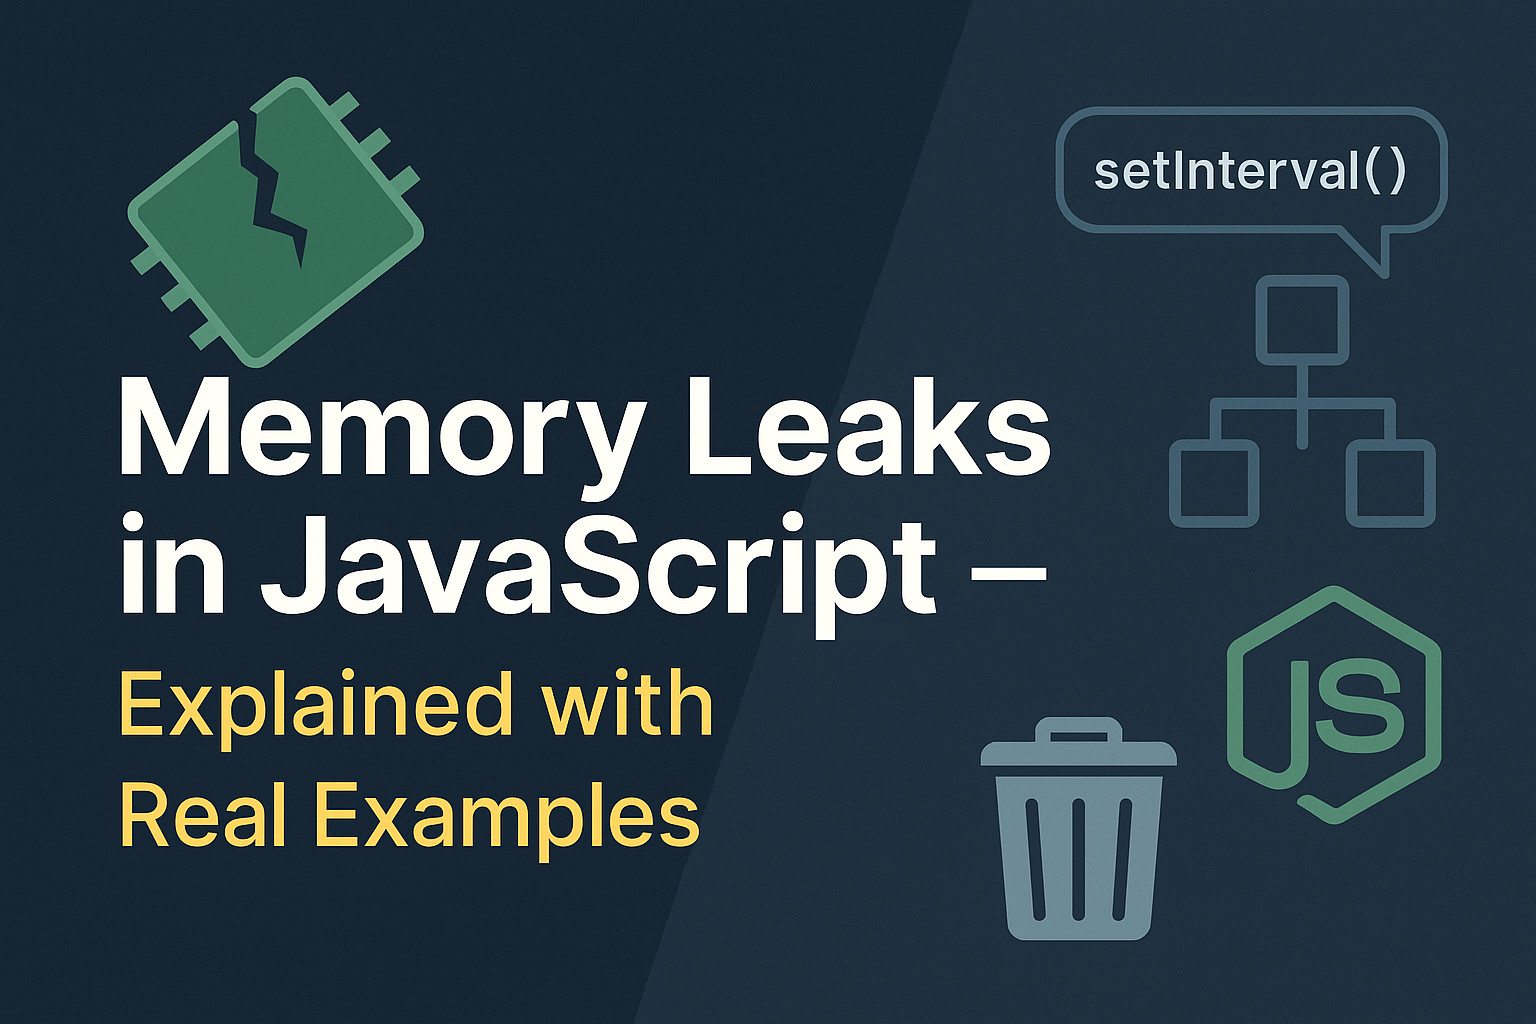 setInterval()
Memory Leaks
in JavaScript –
Explained with
Real Examples
JS